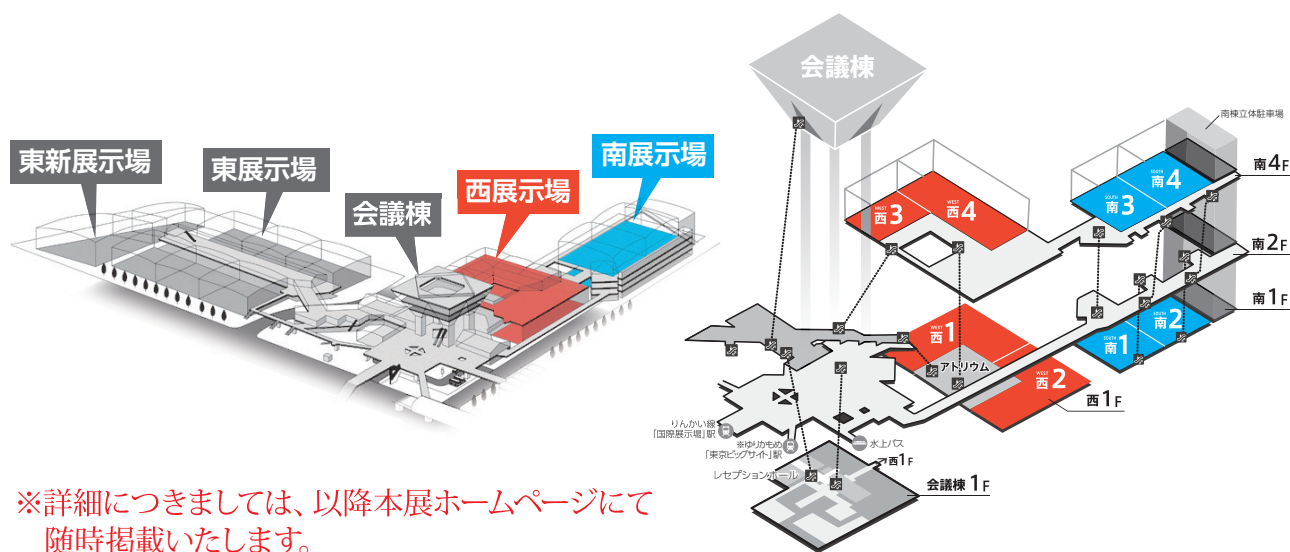 東新展示場
東展示場
会議棟
西展示場
南展示場
※詳細につきましては、以降本展ホームページにて
随時掲載いたします。
会議棟
南棟立体駐車場
南4F
SOUTH
南4
SOUTH
南3
WEST
西3
WEST
西4
南2F
南1F
SOUTH
南2
SOUTH
南1
WEST
西1
アトリウム
WEST
西2
西1F
りんかい線
「国際展示場」駅
※ゆりかもめ
「東京ビッグサイト」駅
水上バス
西1F
レセプションホール
会議棟 1F